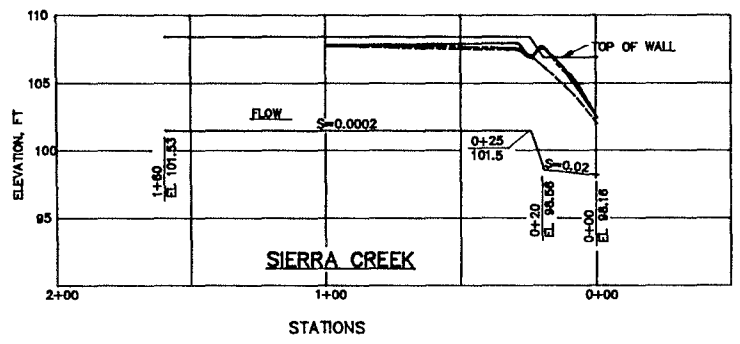 110
105
100
95
ELEVATION, FT
TOP OF WALL
FLOW
S=0.0002
0+25
101.5
S=0.02
1+60
EL 101.53
0+20
EL 98.56
0+00
EL 98.16
SIERRA CREEK
2+00
1+00
0+00
STATIONS